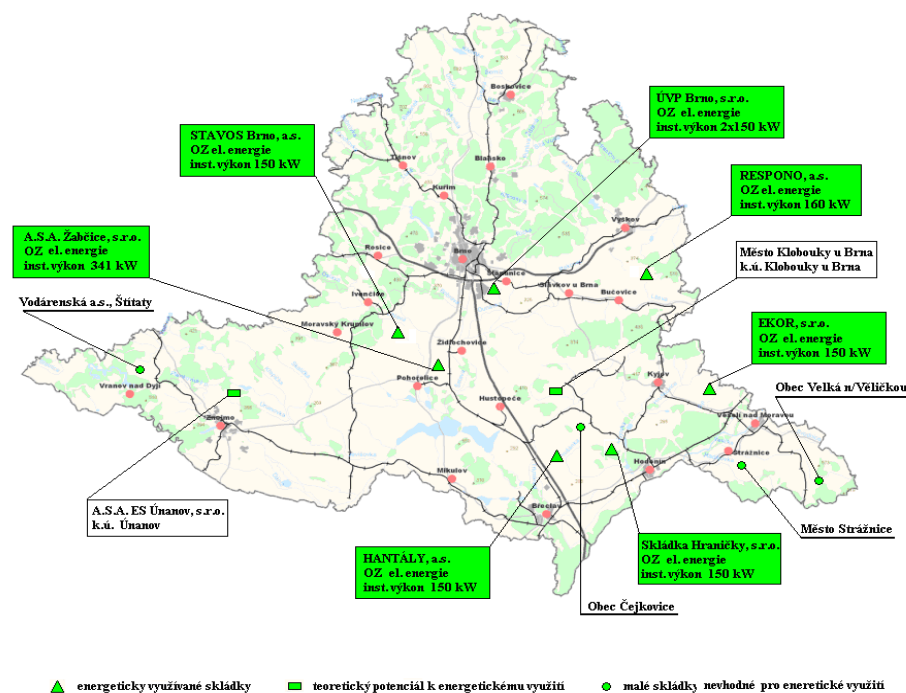 ÚVP Brno, s.r.o.
OZ el. energie
inst. výkon 2x150 kW
STAVOS Brno, a.s.
OZ el. energie
inst. výkon 150 kW
RESPONO, a.s.
OZ el. energie
inst. výkon 160 kW
A.S.A. Žabčice, s.r.o.
OZ el. energie
inst. výkon 341 kW
Město Klobouky u Brna
k.ú. Klobouky u Brna
Vodárenská a.s., Štítaty
EKOR, s.r.o.
OZ el. energie
inst. výkon 150 kW
Obec Velká n/Věličkou
Boskovice
Tišnov
Blansko
Kuřim
Vyškov
Rosice
Brno
Šlapanice
Slavkov u Brna
Bučovice
Ivančice
Moravský Krumlov
Židlochovice
Pohořelice
Kyjov
Vranov nad Dyjí
Hustopeče
Znojmo
Veselí nad Moravou
Strážnice
Mikulov
Hodonín
Břeclav
A.S.A. ES Únanov, s.r.o.
k.ú. Únanov
Město Strážnice
HANTÁLY, a.s.
OZ el. energie
inst. výkon 150 kW
Skládka Hraničky, s.r.o.
OZ el. energie
inst. výkon 150 kW
Obec Čejkovice
energeticky využívané skládky
teoretický potenciál k energetickému využití
malé skládky nevhodné pro eneretické využití